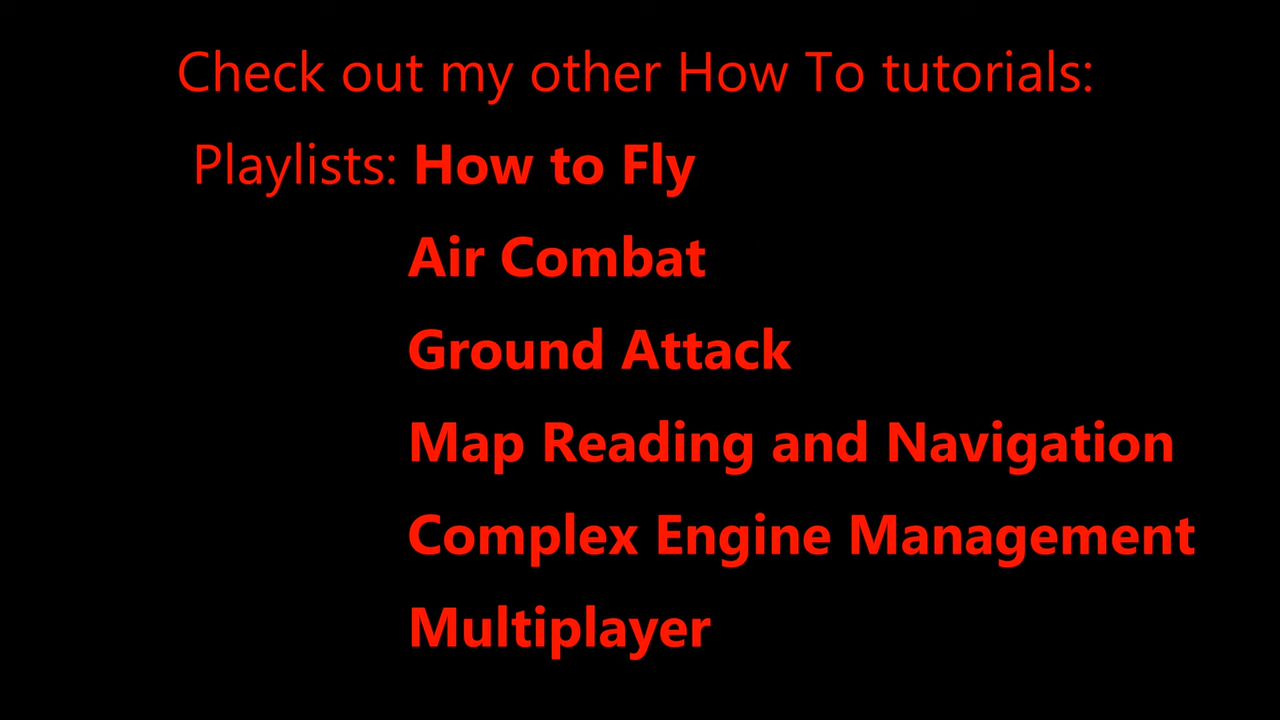 Check out my other How To tutorials:
Playlists: How to Fly
Air Combat
Ground Attack
Map Reading and Navigation
Complex Engine Management
Multiplayer